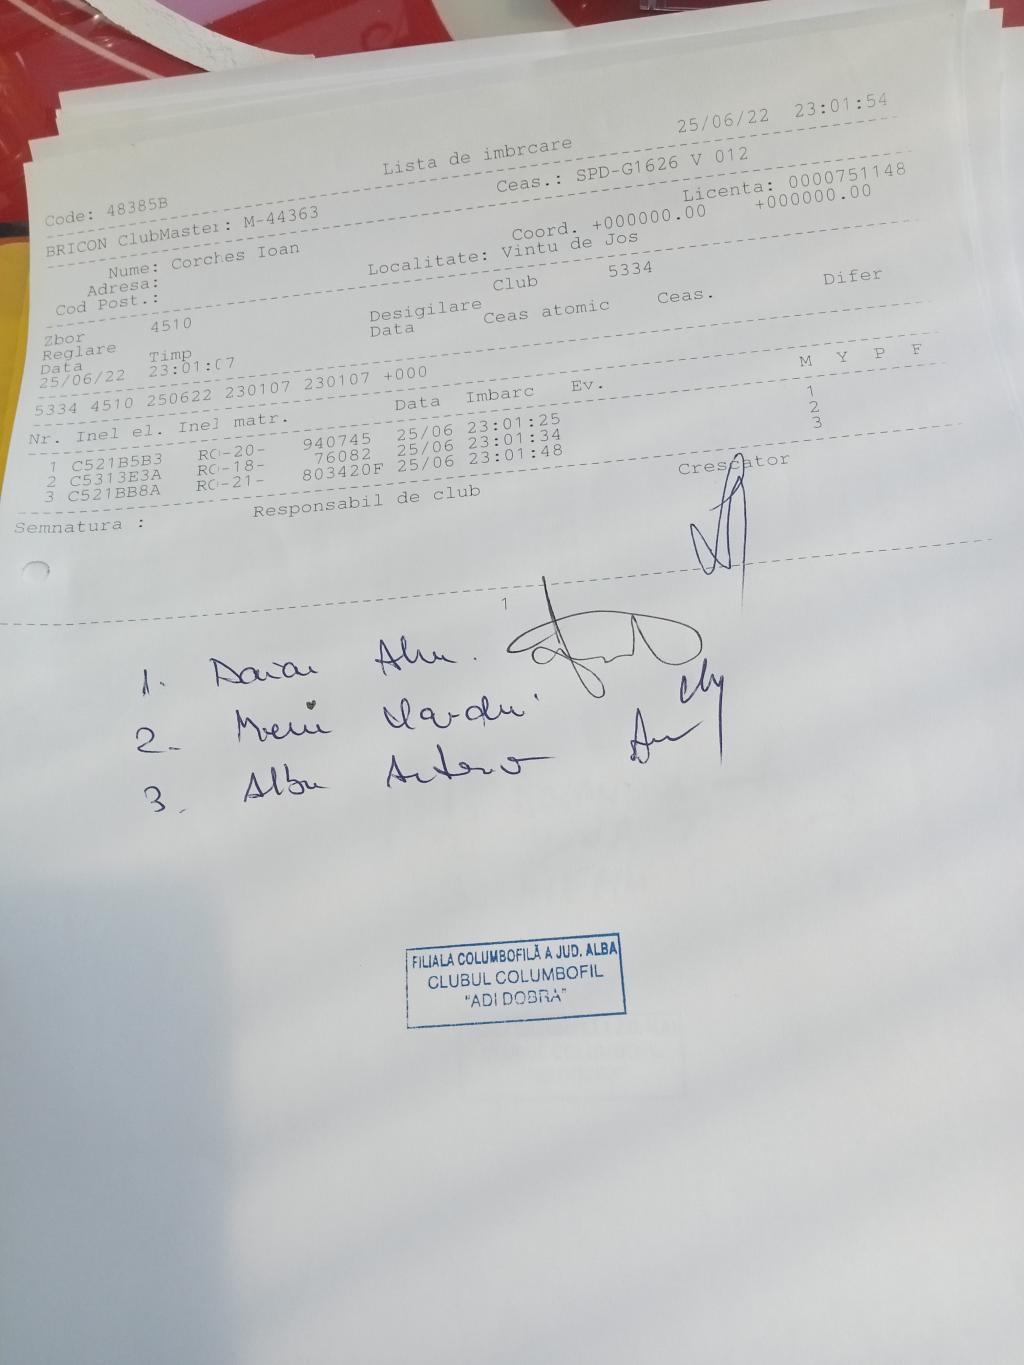 Lista de imbrcare 25/06/22 23:01:54
Code: 48385B Ceas.: SPD-G1626 V 012
BRICON ClubMaster: M-44363 Licenta: 0000751148
Nume: Corches Ioan Coord. +000000.00 +000000.00
Adresa: Localitate: Vintu de Jos
Cod Post.:
Club 5334
Zbor 4510 Desigilare
Reglare Data Ceas atomic Ceas. Difer
Data Timp
25/06/22 23:01:07
5334 4510 250622 230107 230107 +000
Nr. Inel el. Inel matr. Data Imbarc Ev. M Y P F
1 C521B5B3 RO-20- 940745 25/06 23:01:25 1
2 C5313E3A RO-18- 76082 25/06 23:01:34 2
3 C521BB8A RO-21- 803420F 25/06 23:01:48 3
Semnatura : Responsabil de club Crescator
1
1.
2.
3. Albu
FILIALA COLUMBOFILĂ A JUD. ALBA
CLUBUL COLUMBOFIL
"ADI DOBRA"